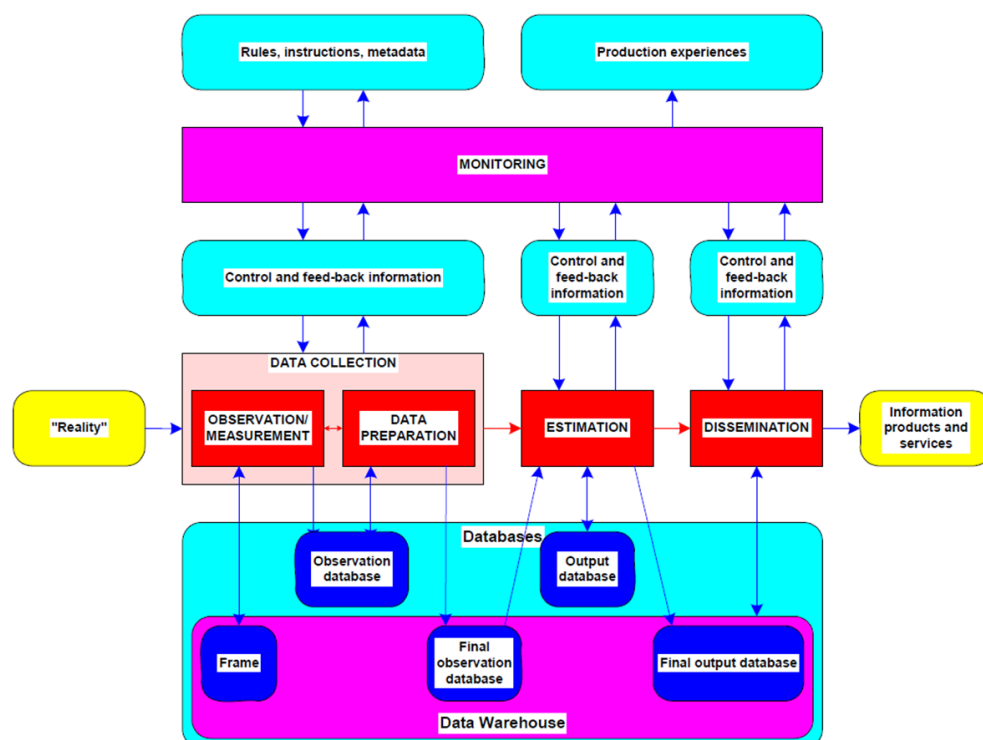 Rules, instructions, metadata
Production experiences
MONITORING
Control and feed-back information
Control and
feed-back
information
Control and
feed-back
information
DATA COLLECTION
"Reality"
OBSERVATION/
MEASUREMENT
DATA
PREPARATION
ESTIMATION
DISSEMINATION
Information
products and
services
Databases
Observation
database
Output
database
Frame
Final
observation
database
Final output database
Data Warehouse